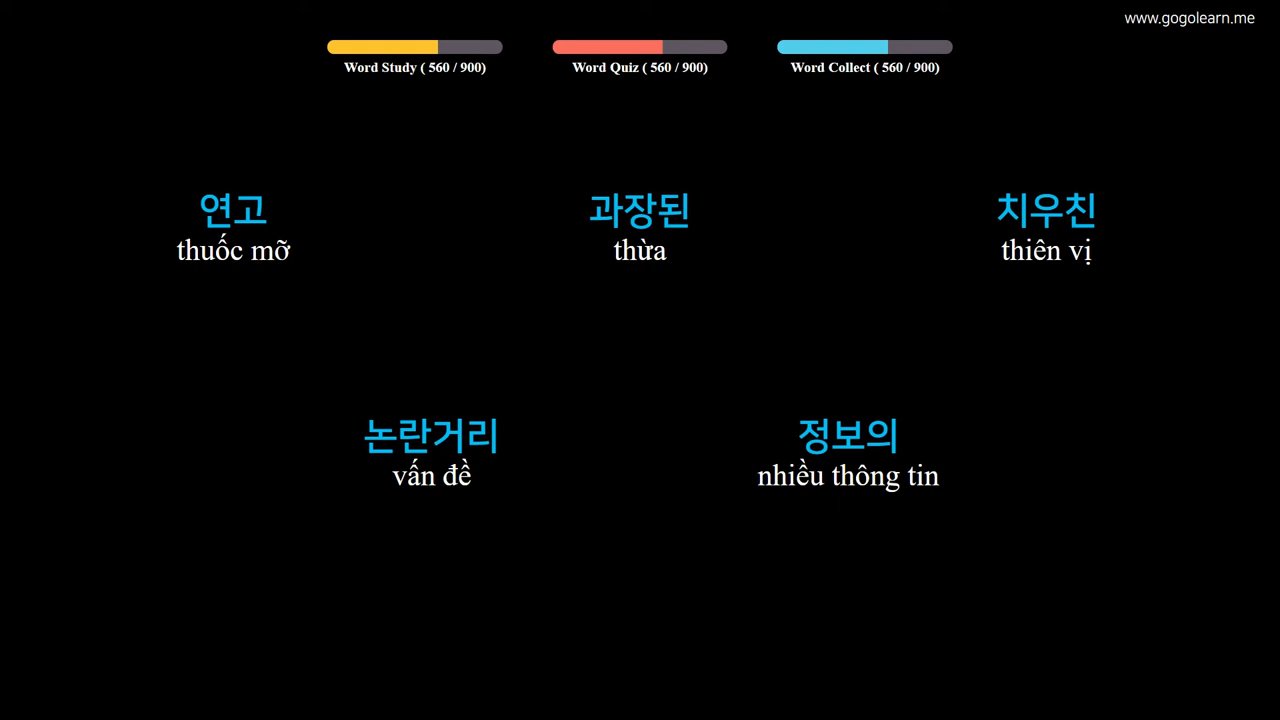 www.gogolearn.me
Word Study ( 560 / 900)
Word Quiz ( 560 / 900)
Word Collect ( 560 / 900)
연고
thuốc mỡ
과장된
thừa
치우친
thiên vị
논란거리
vấn đề
정보의
nhiều thông tin